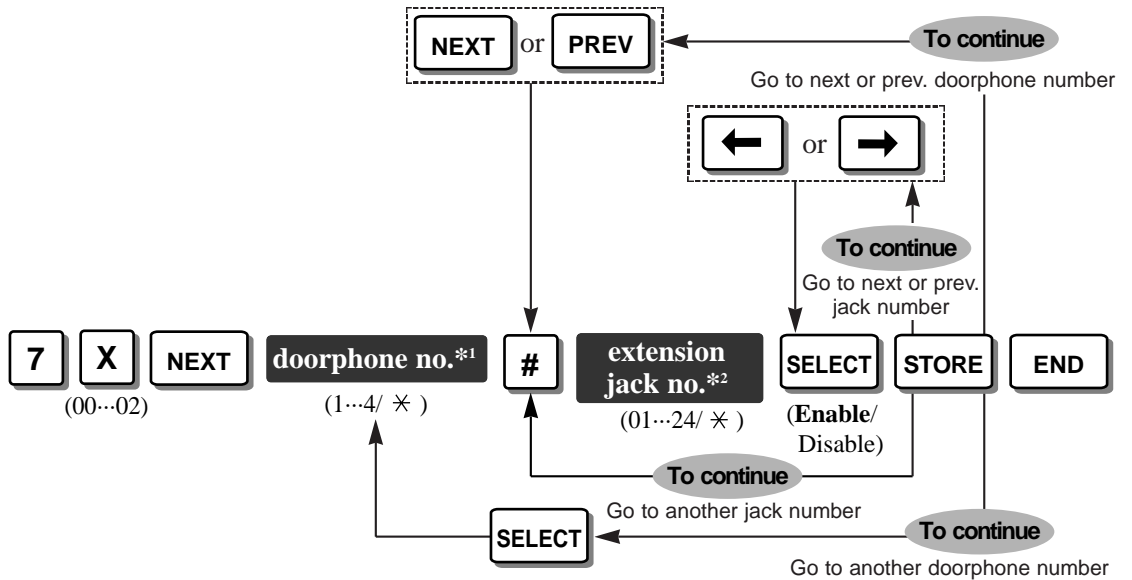 NEXT or PREV
To continue
Go to next or prev. doorphone number
← or →
To continue
Go to next or prev.
jack number
7 X NEXT doorphone no.*1 # extension
jack no.*2 SELECT STORE END
(00···02) (1···4/ ✳ ) (01···24/ ✳ ) (Enable/
Disable)
To continue
Go to another jack number
SELECT
To continue
Go to another doorphone number